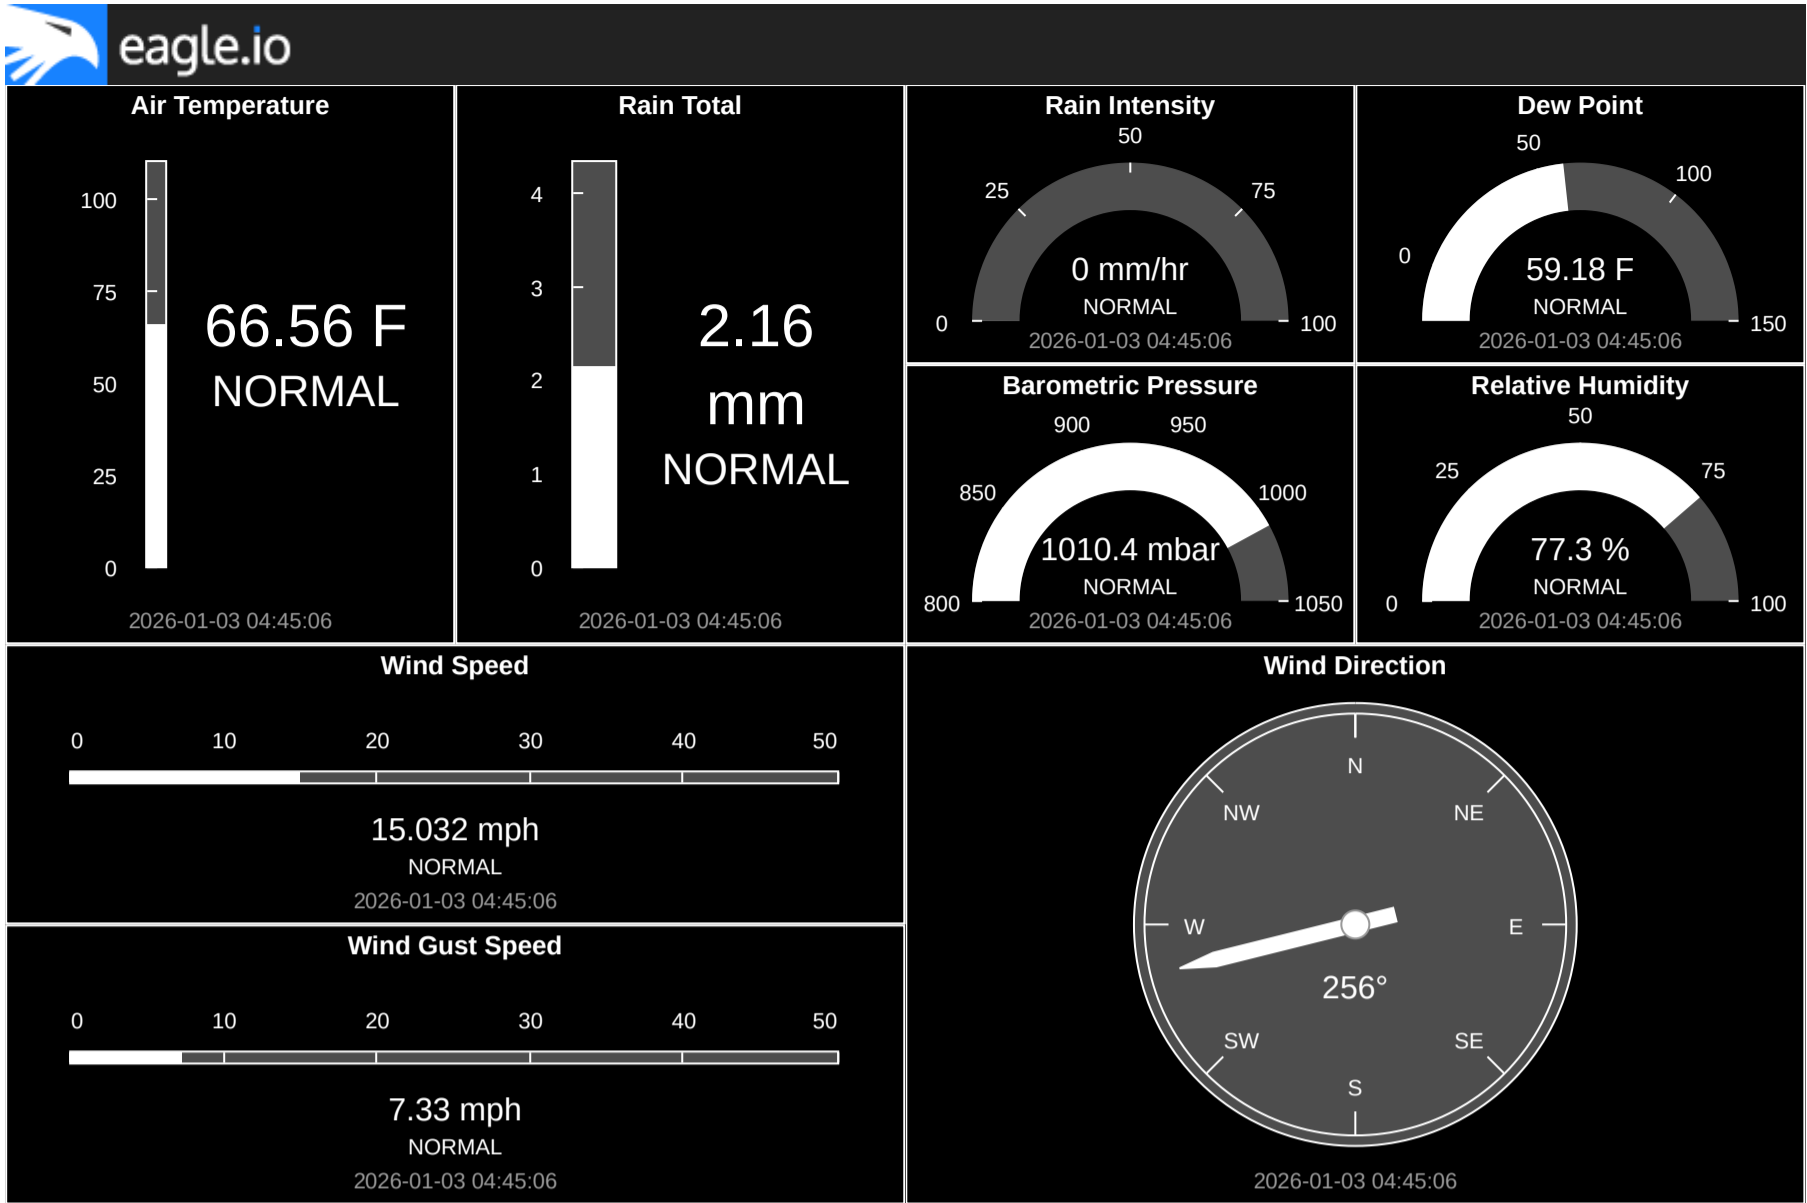 eagle.io
Air Temperature
100
75
50
25
0
66.56 F
NORMAL
2026-01-03 04:45:06
Rain Total
4
3
2
1
0
2.16
mm
NORMAL
2026-01-03 04:45:06
Rain Intensity
50
25
75
0
100
0 mm/hr
NORMAL
2026-01-03 04:45:06
Dew Point
50
100
0
150
59.18 F
NORMAL
2026-01-03 04:45:06
Barometric Pressure
900
950
850
1000
800
1050
1010.4 mbar
NORMAL
2026-01-03 04:45:06
Relative Humidity
50
25
75
0
100
77.3 %
NORMAL
2026-01-03 04:45:06
Wind Speed
0 10 20 30 40 50
15.032 mph
NORMAL
2026-01-03 04:45:06
Wind Gust Speed
0 10 20 30 40 50
7.33 mph
NORMAL
2026-01-03 04:45:06
Wind Direction
N
NW
NE
W
E
256°
SW
SE
S
2026-01-03 04:45:06